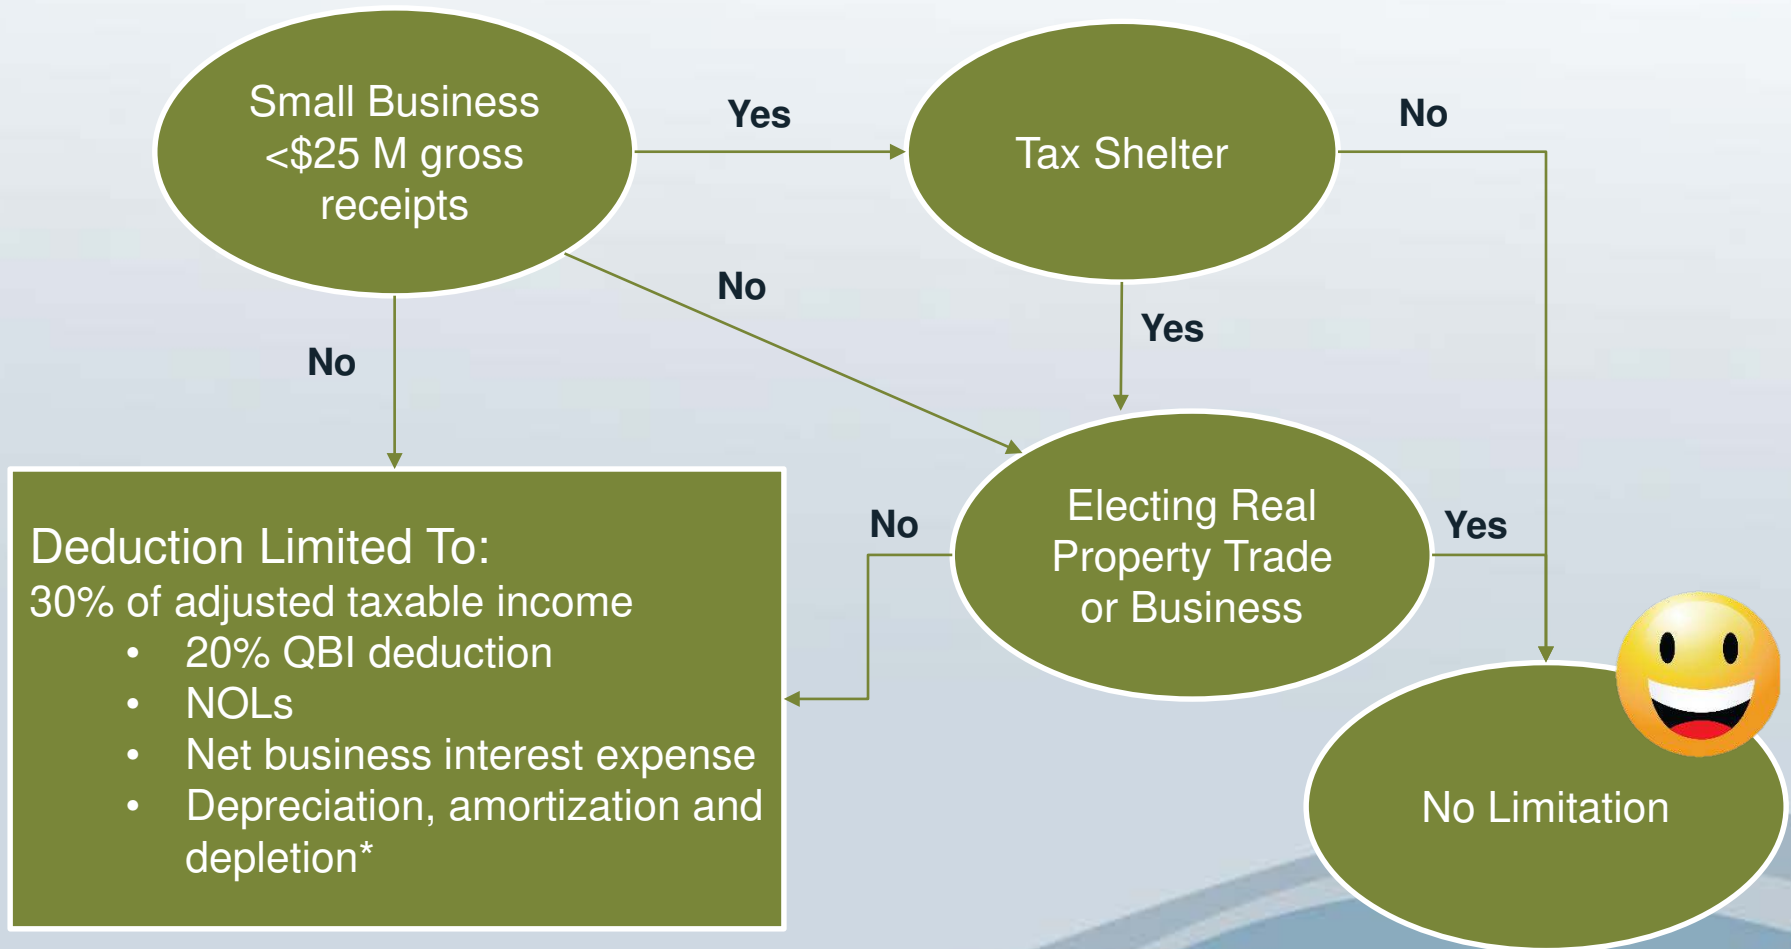 Small Business
<$25 M gross
receipts
Yes
Tax Shelter
No
No
No
Yes
Electing Real
Property Trade
or Business
No
Yes
Deduction Limited To:
30% of adjusted taxable income
• 20% QBI deduction
• NOLs
• Net business interest expense
• Depreciation, amortization and
depletion*
No Limitation